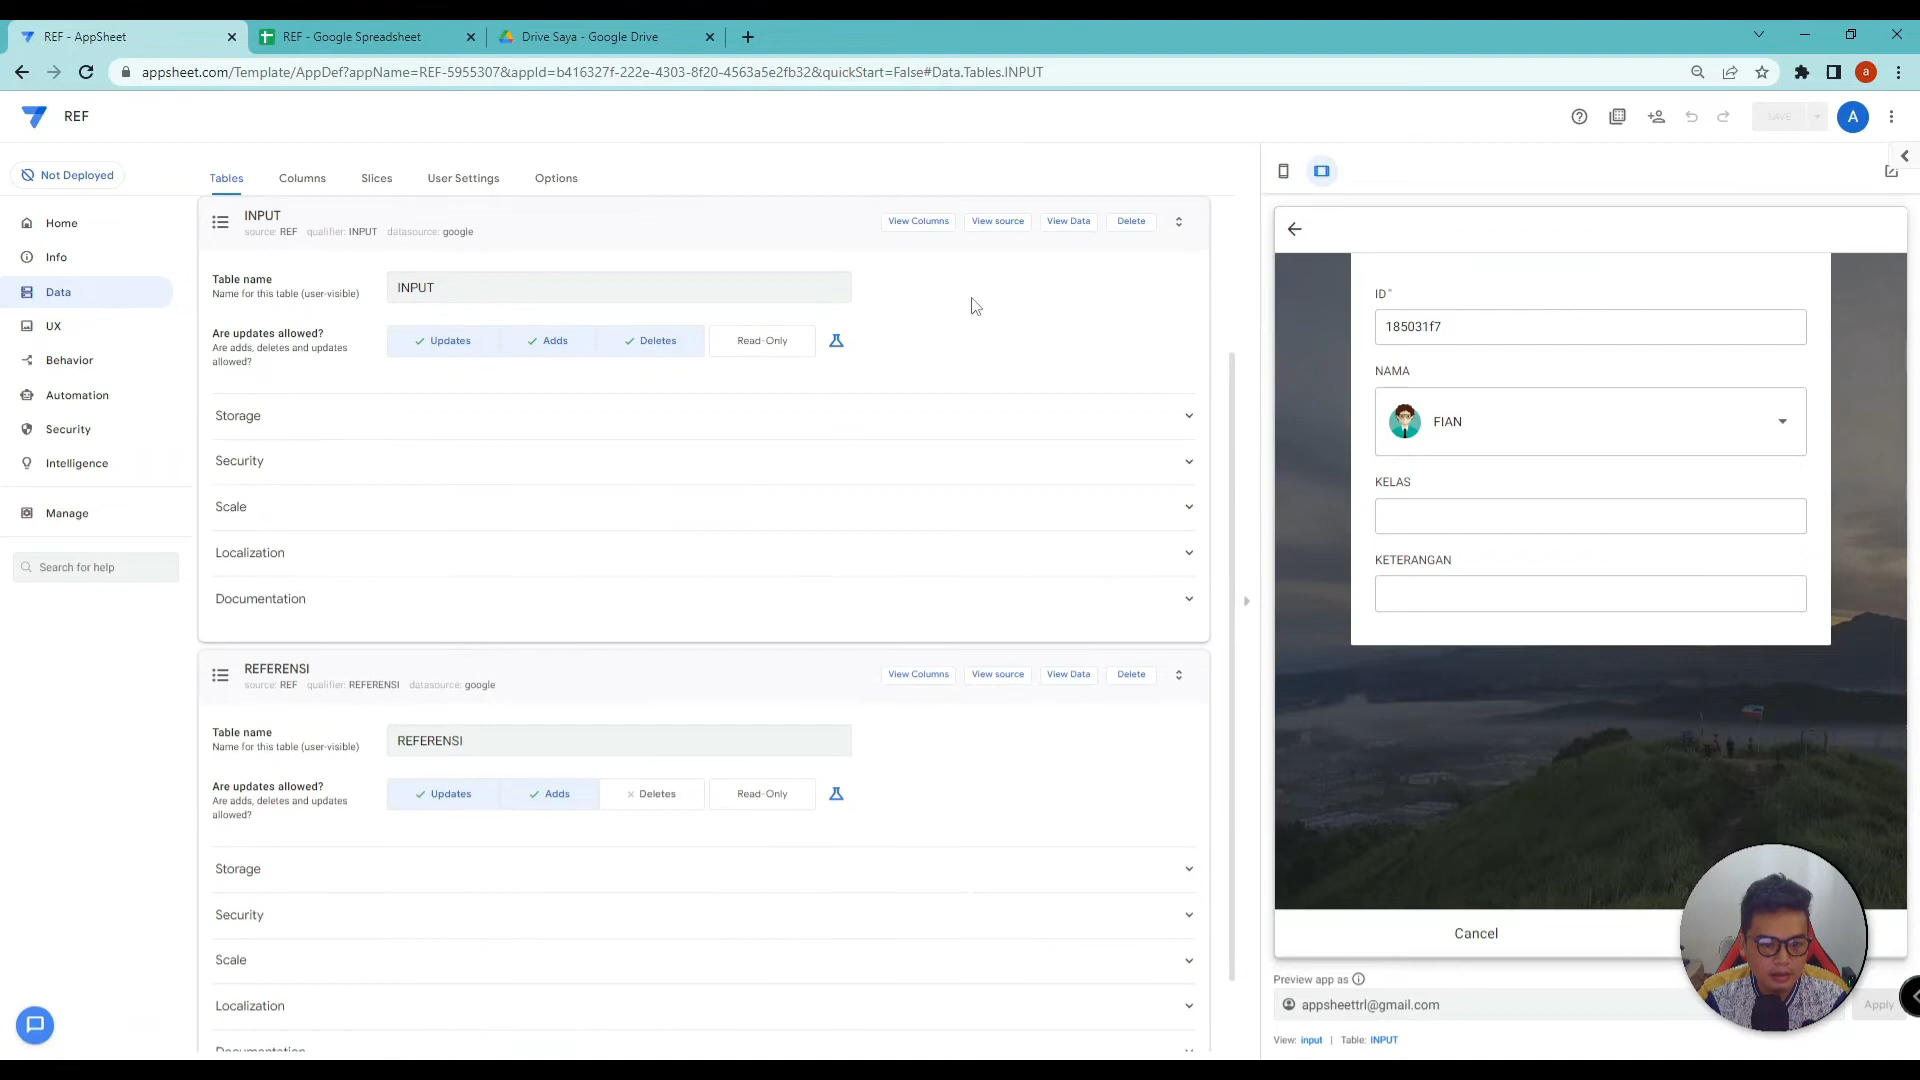 REF - AppSheet
REF - Google Spreadsheet
Drive Saya - Google Drive
appsheet.com/Template/AppDef?appName=REF-5955307&appId=b416327f-222e-4303-8f20-4563a5e2fb32&quickStart=False#Data.Tables.INPUT
a
REF
SAVE
A
Not Deployed
Tables
Columns
Slices
User Settings
Options
Home
Info
Data
UX
Behavior
Automation
Security
Intelligence
Manage
Search for help
INPUT
source: REF qualifier: INPUT datasource: google
View Columns
View source
View Data
Delete
Table name
Name for this table (user-visible)
INPUT
Are updates allowed?
Are adds, deletes and updates
allowed?
Updates
Adds
Deletes
Read-Only
Storage
Security
Scale
Localization
Documentation
REFERENSI
source: REF qualifier: REFERENSI datasource: google
View Columns
View source
View Data
Delete
Table name
Name for this table (user-visible)
REFERENSI
Are updates allowed?
Are adds, deletes and updates
allowed?
Updates
Adds
Deletes
Read-Only
Storage
Security
Scale
Localization
Documentation
ID*
185031f7
NAMA
FIAN
KELAS
KETERANGAN
Cancel
Preview app as
appsheettrl@gmail.com
Apply
View: input | Table: INPUT